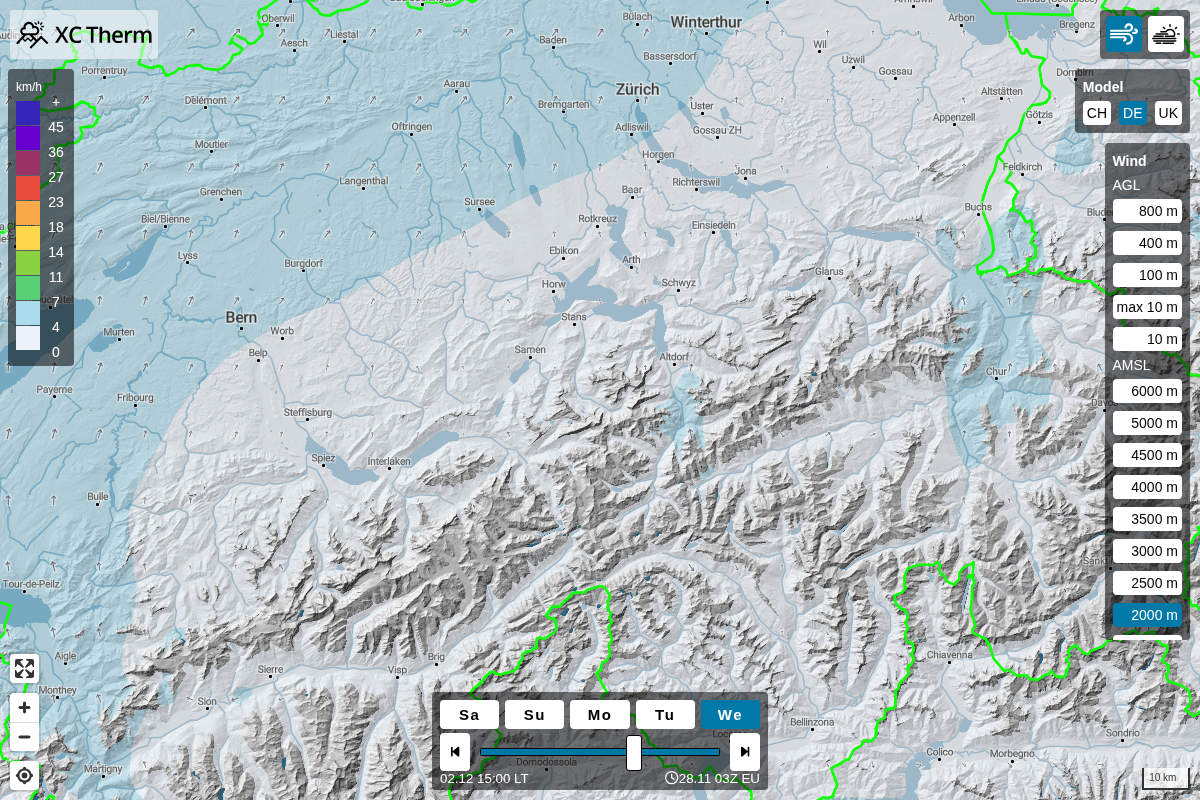 XC Therm
km/h
+
45
36
27
23
18
14
11
7
4
0
Model
CH DE UK
Wind
AGL
800 m
400 m
100 m
max 10 m
10 m
AMSL
6000 m
5000 m
4500 m
4000 m
3500 m
3000 m
2500 m
2000 m
Oberwil
Aesch
Liestal
Baden
Bülach
Winterthur
Bassersdorf
Wil
Uzwil
Gossau
Arbon
Bregenz
Dornbirn
Porrentruy
Delémont
Aarau
Bremgarten
Zürich
Uster
Altstätten
Götzis
Appenzell
Moutier
Oftringen
Adliswil
Gossau ZH
Horgen
Feldkirch
Langenthal
Grenchen
Baar
Richterswil
Jona
Sursee
Buchs
Biel/Bienne
Rotkreuz
Einsiedeln
Lyss
Burgdorf
Ebikon
Arth
Glarus
Horw
Schwyz
Bern
Worb
Stans
Murten
Belp
Sarnen
Altdorf
Chur
Payerne
Fribourg
Steffisburg
Spiez
Interlaken
Bulle
Tour-de-Peilz
Aigle
Monthey
Sierre
Visp
Brig
Sion
Martigny
Chiavenna
Bellinzona
Domodossola
Colico
Morbegno
Sondrio
Sa Su Mo Tu We
02.12 15:00 LT
28.11 03Z EU
+
−
10 km